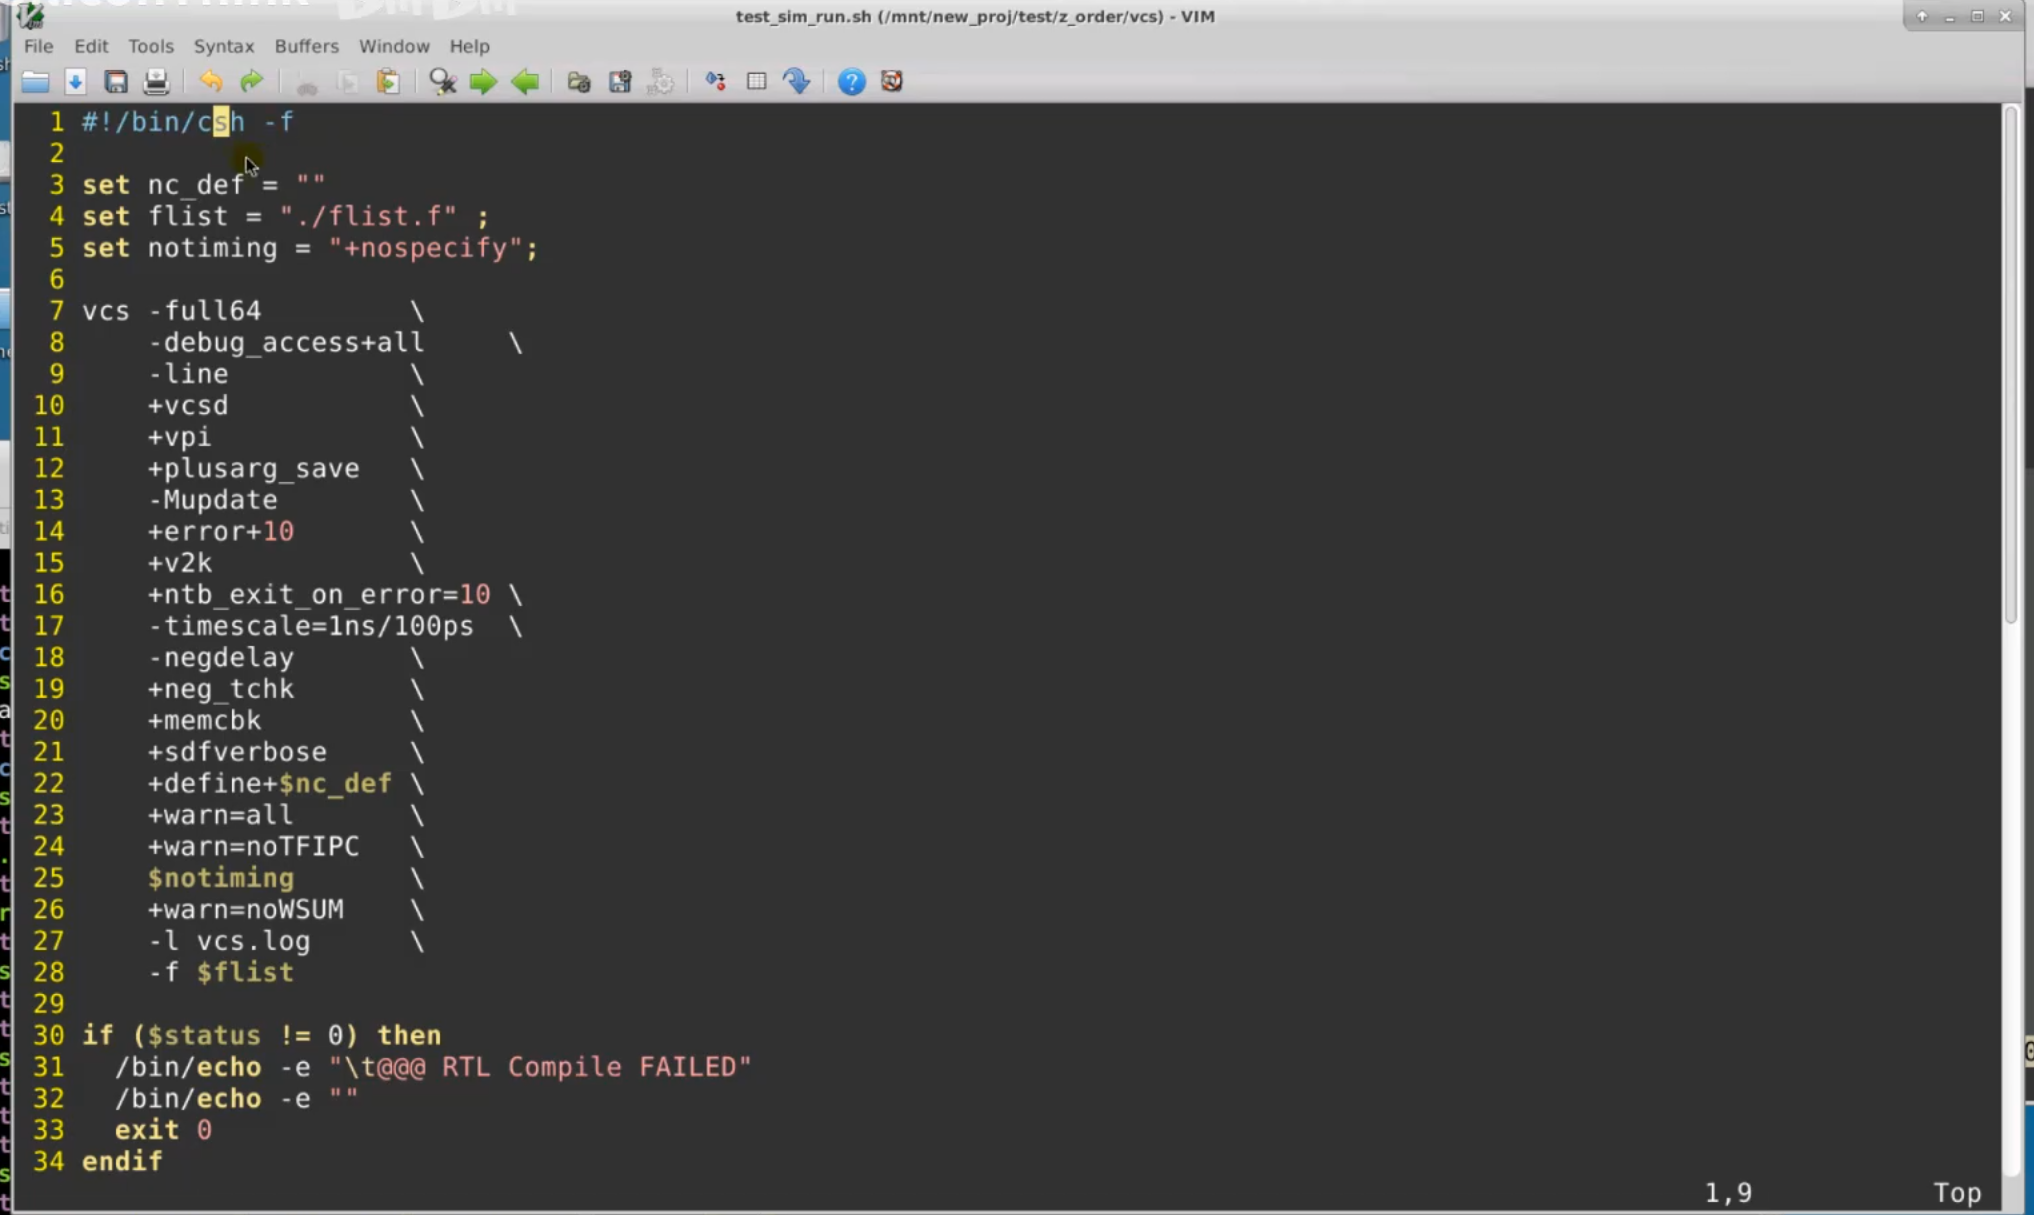 test_sim_run.sh (/mnt/new_proj/test/z_order/vcs) - VIM
File Edit Tools Syntax Buffers Window Help
1 #!/bin/csh -f
2
3 set nc_def = ""
4 set flist = "./flist.f" ;
5 set notiming = "+nospecify";
6
7 vcs -full64 \
8 -debug_access+all \
9 -line \
10 +vcsd \
11 +vpi \
12 +plusarg_save \
13 -Mupdate \
14 +error+10 \
15 +v2k \
16 +ntb_exit_on_error=10 \
17 -timescale=1ns/100ps \
18 -negdelay \
19 +neg_tchk \
20 +memcbk \
21 +sdfverbose \
22 +define+$nc_def \
23 +warn=all \
24 +warn=noTFIPC \
25 $notiming \
26 +warn=noWSUM \
27 -l vcs.log \
28 -f $flist
29
30 if ($status != 0) then
31 /bin/echo -e "\t@@@ RTL Compile FAILED"
32 /bin/echo -e ""
33 exit 0
34 endif
1,9 Top